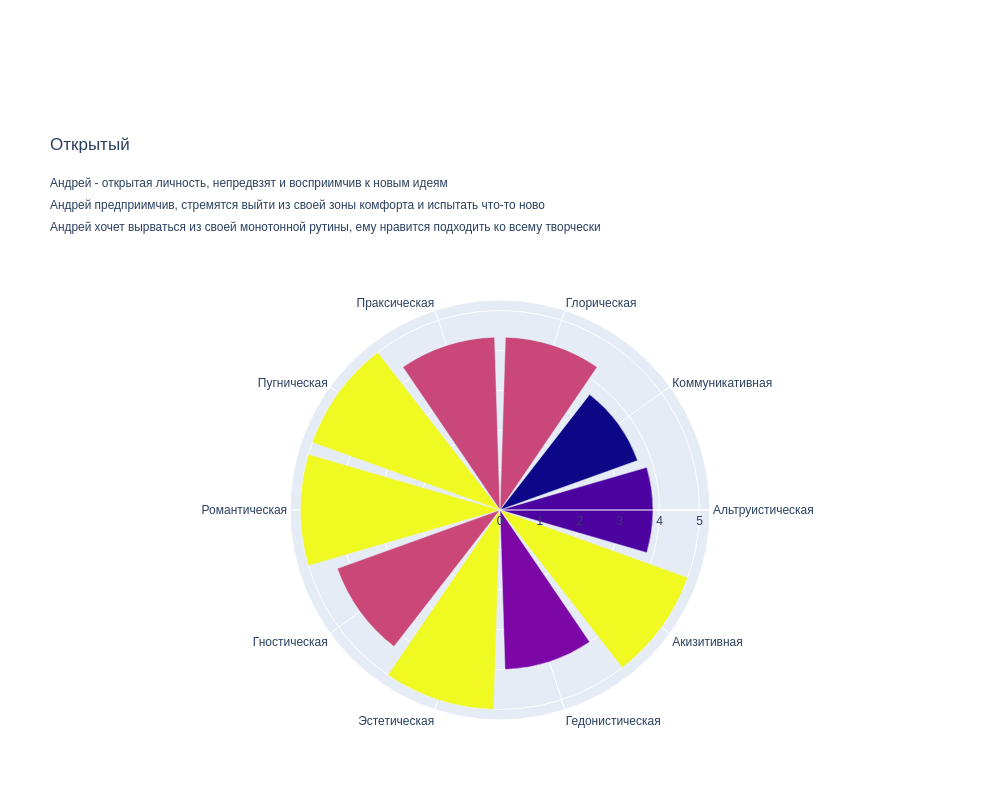 Открытый
Андрей - открытая личность, непредвзят и восприимчив к новым идеям
Андрей предприимчив, стремятся выйти из своей зоны комфорта и испытать что-то ново
Андрей хочет вырваться из своей монотонной рутины, ему нравится подходить ко всему творчески
Праксическая
Глорическая
Пугническая
Коммуникативная
Романтическая
Альтруистическая
0 1 2 3 4 5
Гностическая
Акизитивная
Эстетическая
Гедонистическая